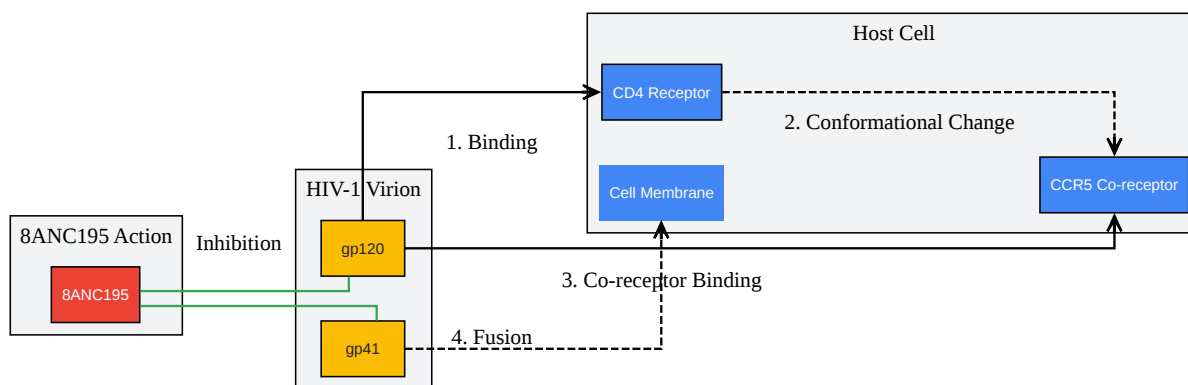 Host Cell
CD4 Receptor
2. Conformational Change
1. Binding
HIV-1 Virion
Cell Membrane
CCR5 Co-receptor
8ANC195 Action
Inhibition
gp120
3. Co-receptor Binding
8ANC195
4. Fusion
gp41